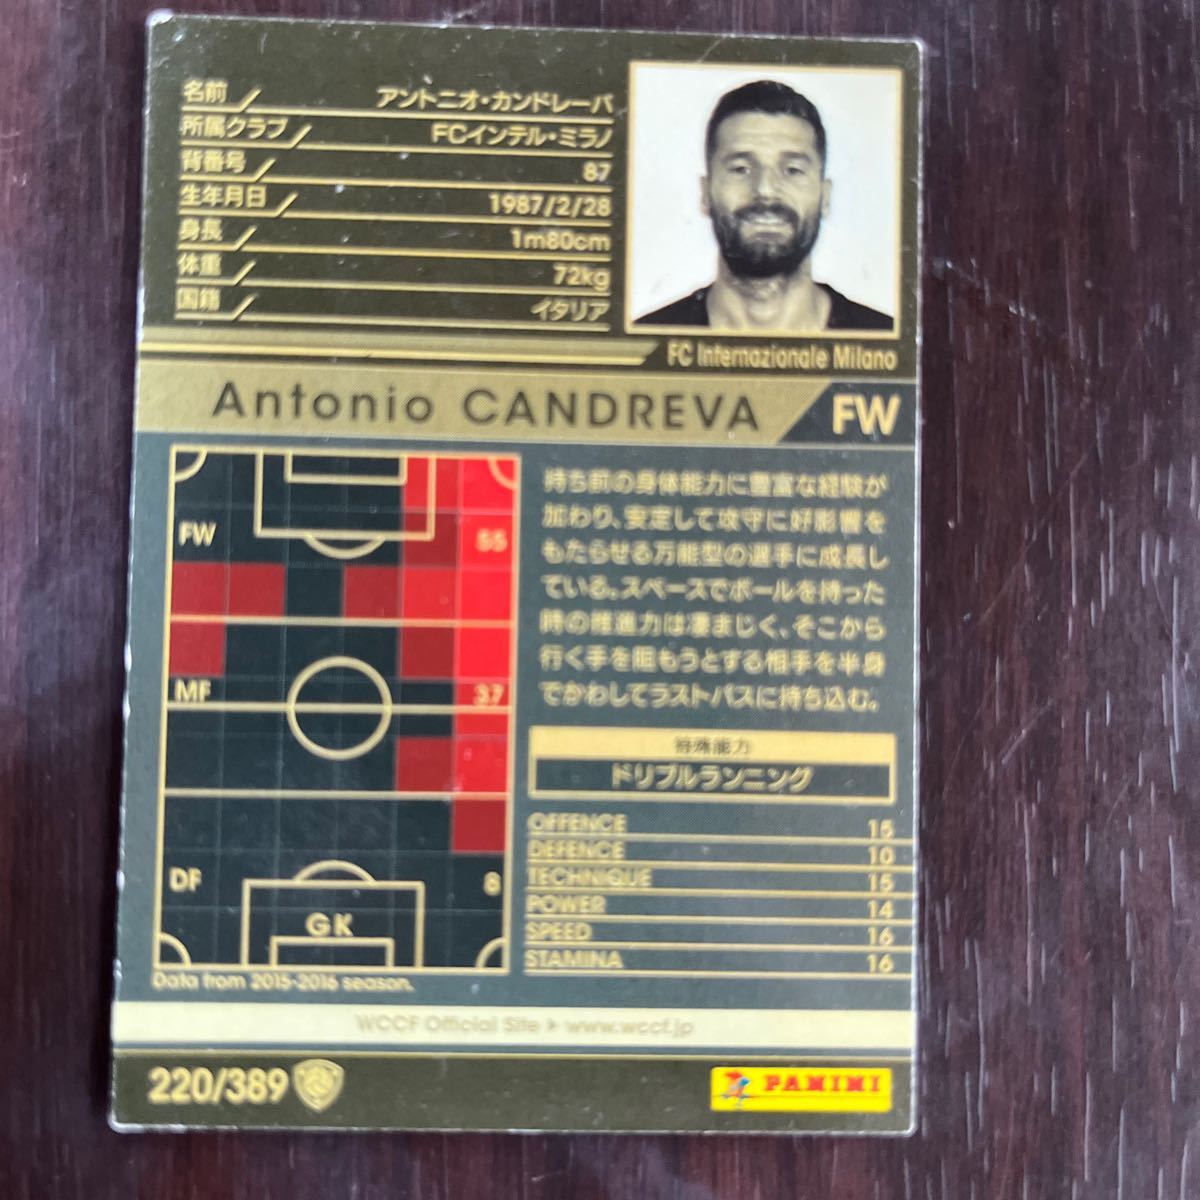 名前 アントニオ・カンドレーバ
所属クラブ FCインテル・ミラノ
背番号 87
生年月日 1987/2/28
身長 1m80cm
体重 72kg
国籍 イタリア
FC Internazionale Milano
Antonio CANDREVA FW
FW 55
MF 37
DF 8
GK
Data from 2015-2016 season.
持ち前の身体能力に豊富な経験が
加わり、安定して攻守に好影響を
もたらせる万能型の選手に成長し
ている。スペースでボールを持った
時の推進力は凄まじく、そこから
行く手を阻もうとする相手を半身
でかわしてラストパスに持ち込む。
特殊能力
ドリブルランニング
OFFENCE 15
DEFENCE 10
TECHNIQUE 15
POWER 14
SPEED 16
STAMINA 16
WCCF Official Site ▶ www.wccf.jp
220/389
PANINI